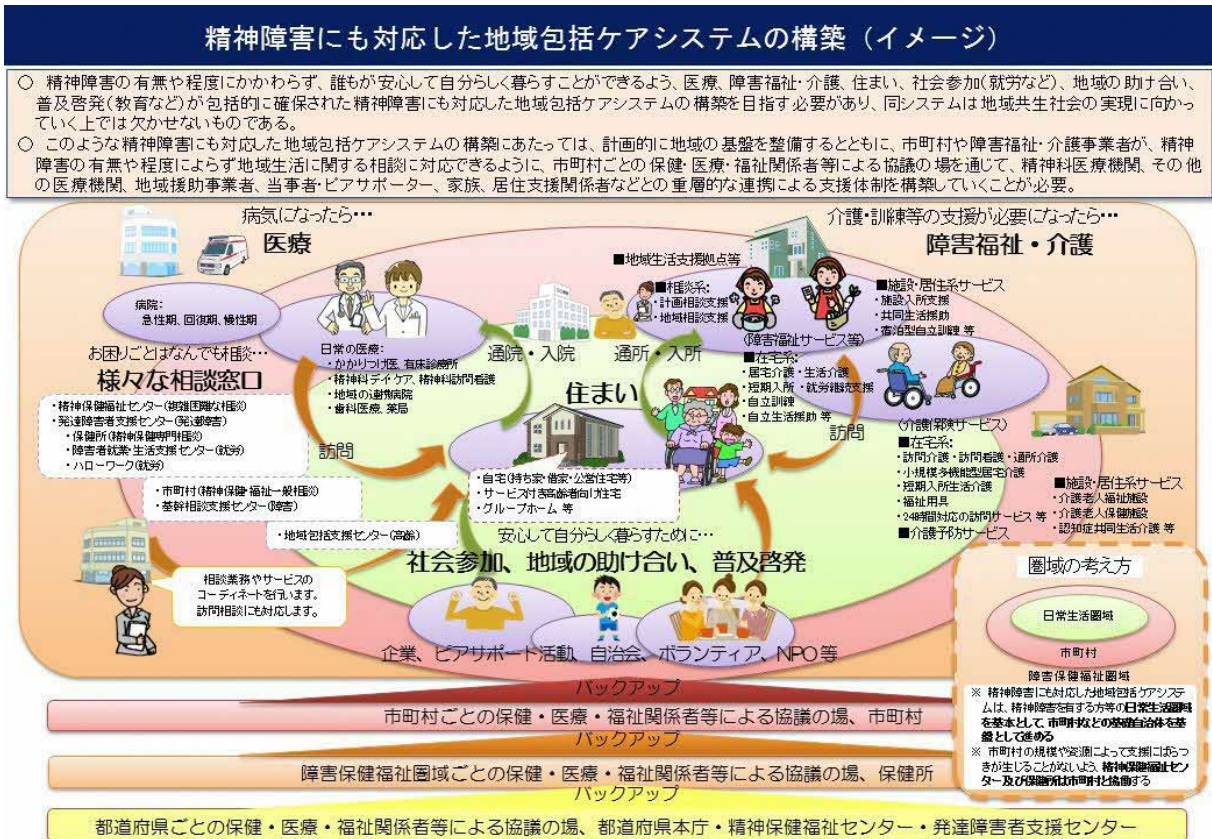 精神障害にも対応した地域包括ケアシステムの構築（イメージ）
○ 精神障害の有無や程度にかかわらず、誰もが安心して自分らしく暮らすことができるよう、医療、障害福祉・介護、住まい、社会参加(就労など)、地域の助け合い、
普及啓発(教育など)が包括的に確保された精神障害にも対応した地域包括ケアシステムの構築を目指す必要があり、同システムは地域共生社会の実現に向かっ
ていく上では欠かせないものである。
○ このような精神障害にも対応した地域包括ケアシステムの構築にあたっては、計画的に地域の基盤を整備するとともに、市町村や障害福祉・介護事業者が、精神
障害の有無や程度によらず地域生活に関する相談に対応できるように、市町村ごとの保健・医療・福祉関係者等による協議の場を通じて、精神科医療機関、その他
の医療機関、地域援助事業者、当事者・ピアサポーター、家族、居住支援関係者などとの重層的な連携による支援体制を構築していくことが必要。
病気になったら…
医療
病院:
急性期、回復期、慢性期
日常の医療:
・かかりつけ医、有床診療所
・精神科デイケア、精神科訪問看護
・地域の連携病院
・歯科医療、薬局
通院・入院
通所・入所
訪問
訪問
介護・訓練等の支援が必要になったら…
障害福祉・介護
■地域生活支援拠点等
■相談系:
・計画相談支援
・地域相談支援
(障害福祉サービス等)
■在宅系:
・居宅介護・生活介護
・短期入所・就労継続支援
・自立訓練
・自立生活援助 等
■施設・居住系サービス
・施設入所支援
・共同生活援助
・宿泊型自立訓練 等
(介護保険サービス)
■在宅系:
・訪問介護・訪問看護・通所介護
・小規模多機能型居宅介護
・短期入所生活介護
・福祉用具
・24時間対応の訪問サービス 等
■介護予防サービス
■施設・居住系サービス
・介護老人福祉施設
・介護老人保健施設
・認知症共同生活介護 等
お困りごとはなんでも相談…
様々な相談窓口
・精神保健福祉センター(複雑困難な相談)
・発達障害者支援センター(発達障害)
・保健所(精神保健専門相談)
・障害者就業・生活支援センター(就労)
・ハローワーク(就労)
・市町村(精神保健・福祉一般相談)
・基幹相談支援センター(障害)
・地域包括支援センター(高齢)
相談業務やサービスの
コーディネートを行います。
訪問相談にも対応します。
住まい
・自宅(持ち家・借家・公営住宅等)
・サービス付き高齢者向け住宅
・グループホーム 等
安心して自分らしく暮らすために…
社会参加、地域の助け合い、普及啓発
企業、ピアサポート活動、自治会、ボランティア、NPO等
圏域の考え方
日常生活圏域
市町村
障害保健福祉圏域
※ 精神障害にも対応した地域包括ケアシステ
ムは、精神障害を有する方等の日常生活圏域
を基本として、市町村などの基礎自治体を基
盤として進める
※ 市町村の規模や資源によって支援にばらつ
きが生じることがないよう、精神保健福祉セン
ター及び保健所は市町村と協働する
バックアップ
市町村ごとの保健・医療・福祉関係者等による協議の場、市町村
バックアップ
障害保健福祉圏域ごとの保健・医療・福祉関係者等による協議の場、保健所
バックアップ
都道府県ごとの保健・医療・福祉関係者等による協議の場、都道府県本庁・精神保健福祉センター・発達障害者支援センター